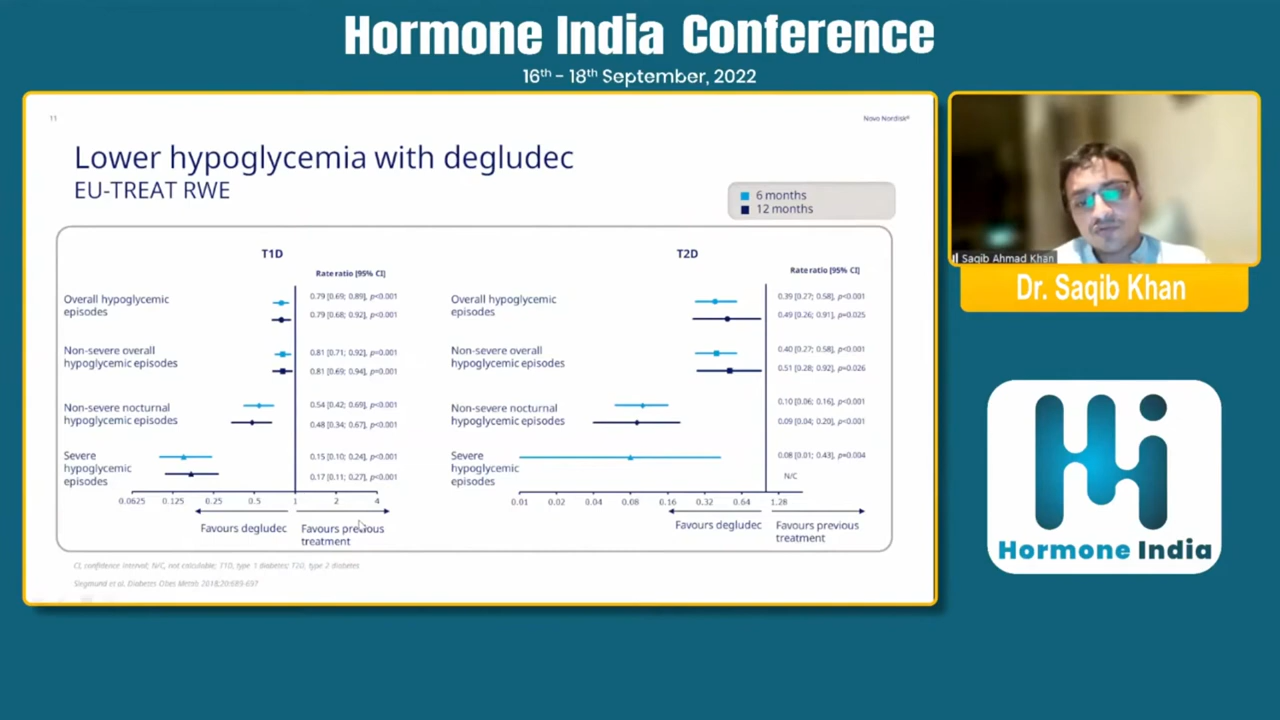 Hormone India Conference
16th - 18th September, 2022
11
Novo Nordisk®
Lower hypoglycemia with degludec
EU-TREAT RWE
6 months
12 months
T1D
Rate ratio [95% CI]
Overall hypoglycemic
episodes
0.79 [0.69; 0.89], p<0.001
0.79 [0.68; 0.92], p<0.001
Non-severe overall
hypoglycemic episodes
0.81 [0.71; 0.92], p<0.001
0.81 [0.69; 0.94], p<0.001
Non-severe nocturnal
hypoglycemic episodes
0.54 [0.42; 0.69], p<0.001
0.48 [0.34; 0.67], p<0.001
Severe
hypoglycemic
episodes
0.15 [0.10; 0.24], p<0.001
0.17 [0.11; 0.27], p<0.001
0.0625 0.125 0.25 0.5 1 2 4
Favours degludec
Favours previous
treatment
T2D
Rate ratio [95% CI]
Overall hypoglycemic
episodes
0.39 [0.27; 0.58], p<0.001
0.49 [0.26; 0.91], p=0.025
Non-severe overall
hypoglycemic episodes
0.40 [0.27; 0.58], p<0.001
0.51 [0.28; 0.92], p=0.026
Non-severe nocturnal
hypoglycemic episodes
0.10 [0.06; 0.16], p<0.001
0.09 [0.04; 0.20], p<0.001
Severe
hypoglycemic
episodes
0.08 [0.01; 0.43], p=0.004
N/C
0.01 0.02 0.04 0.08 0.16 0.32 0.64 1.28
Favours degludec
Favours previous
treatment
CI, confidence interval; N/C, not calculable; T1D, type 1 diabetes; T2D, type 2 diabetes
Siegmund et al. Diabetes Obes Metab 2018;20:689-697
Saqib Ahmad Khan
Dr. Saqib Khan
Hormone India